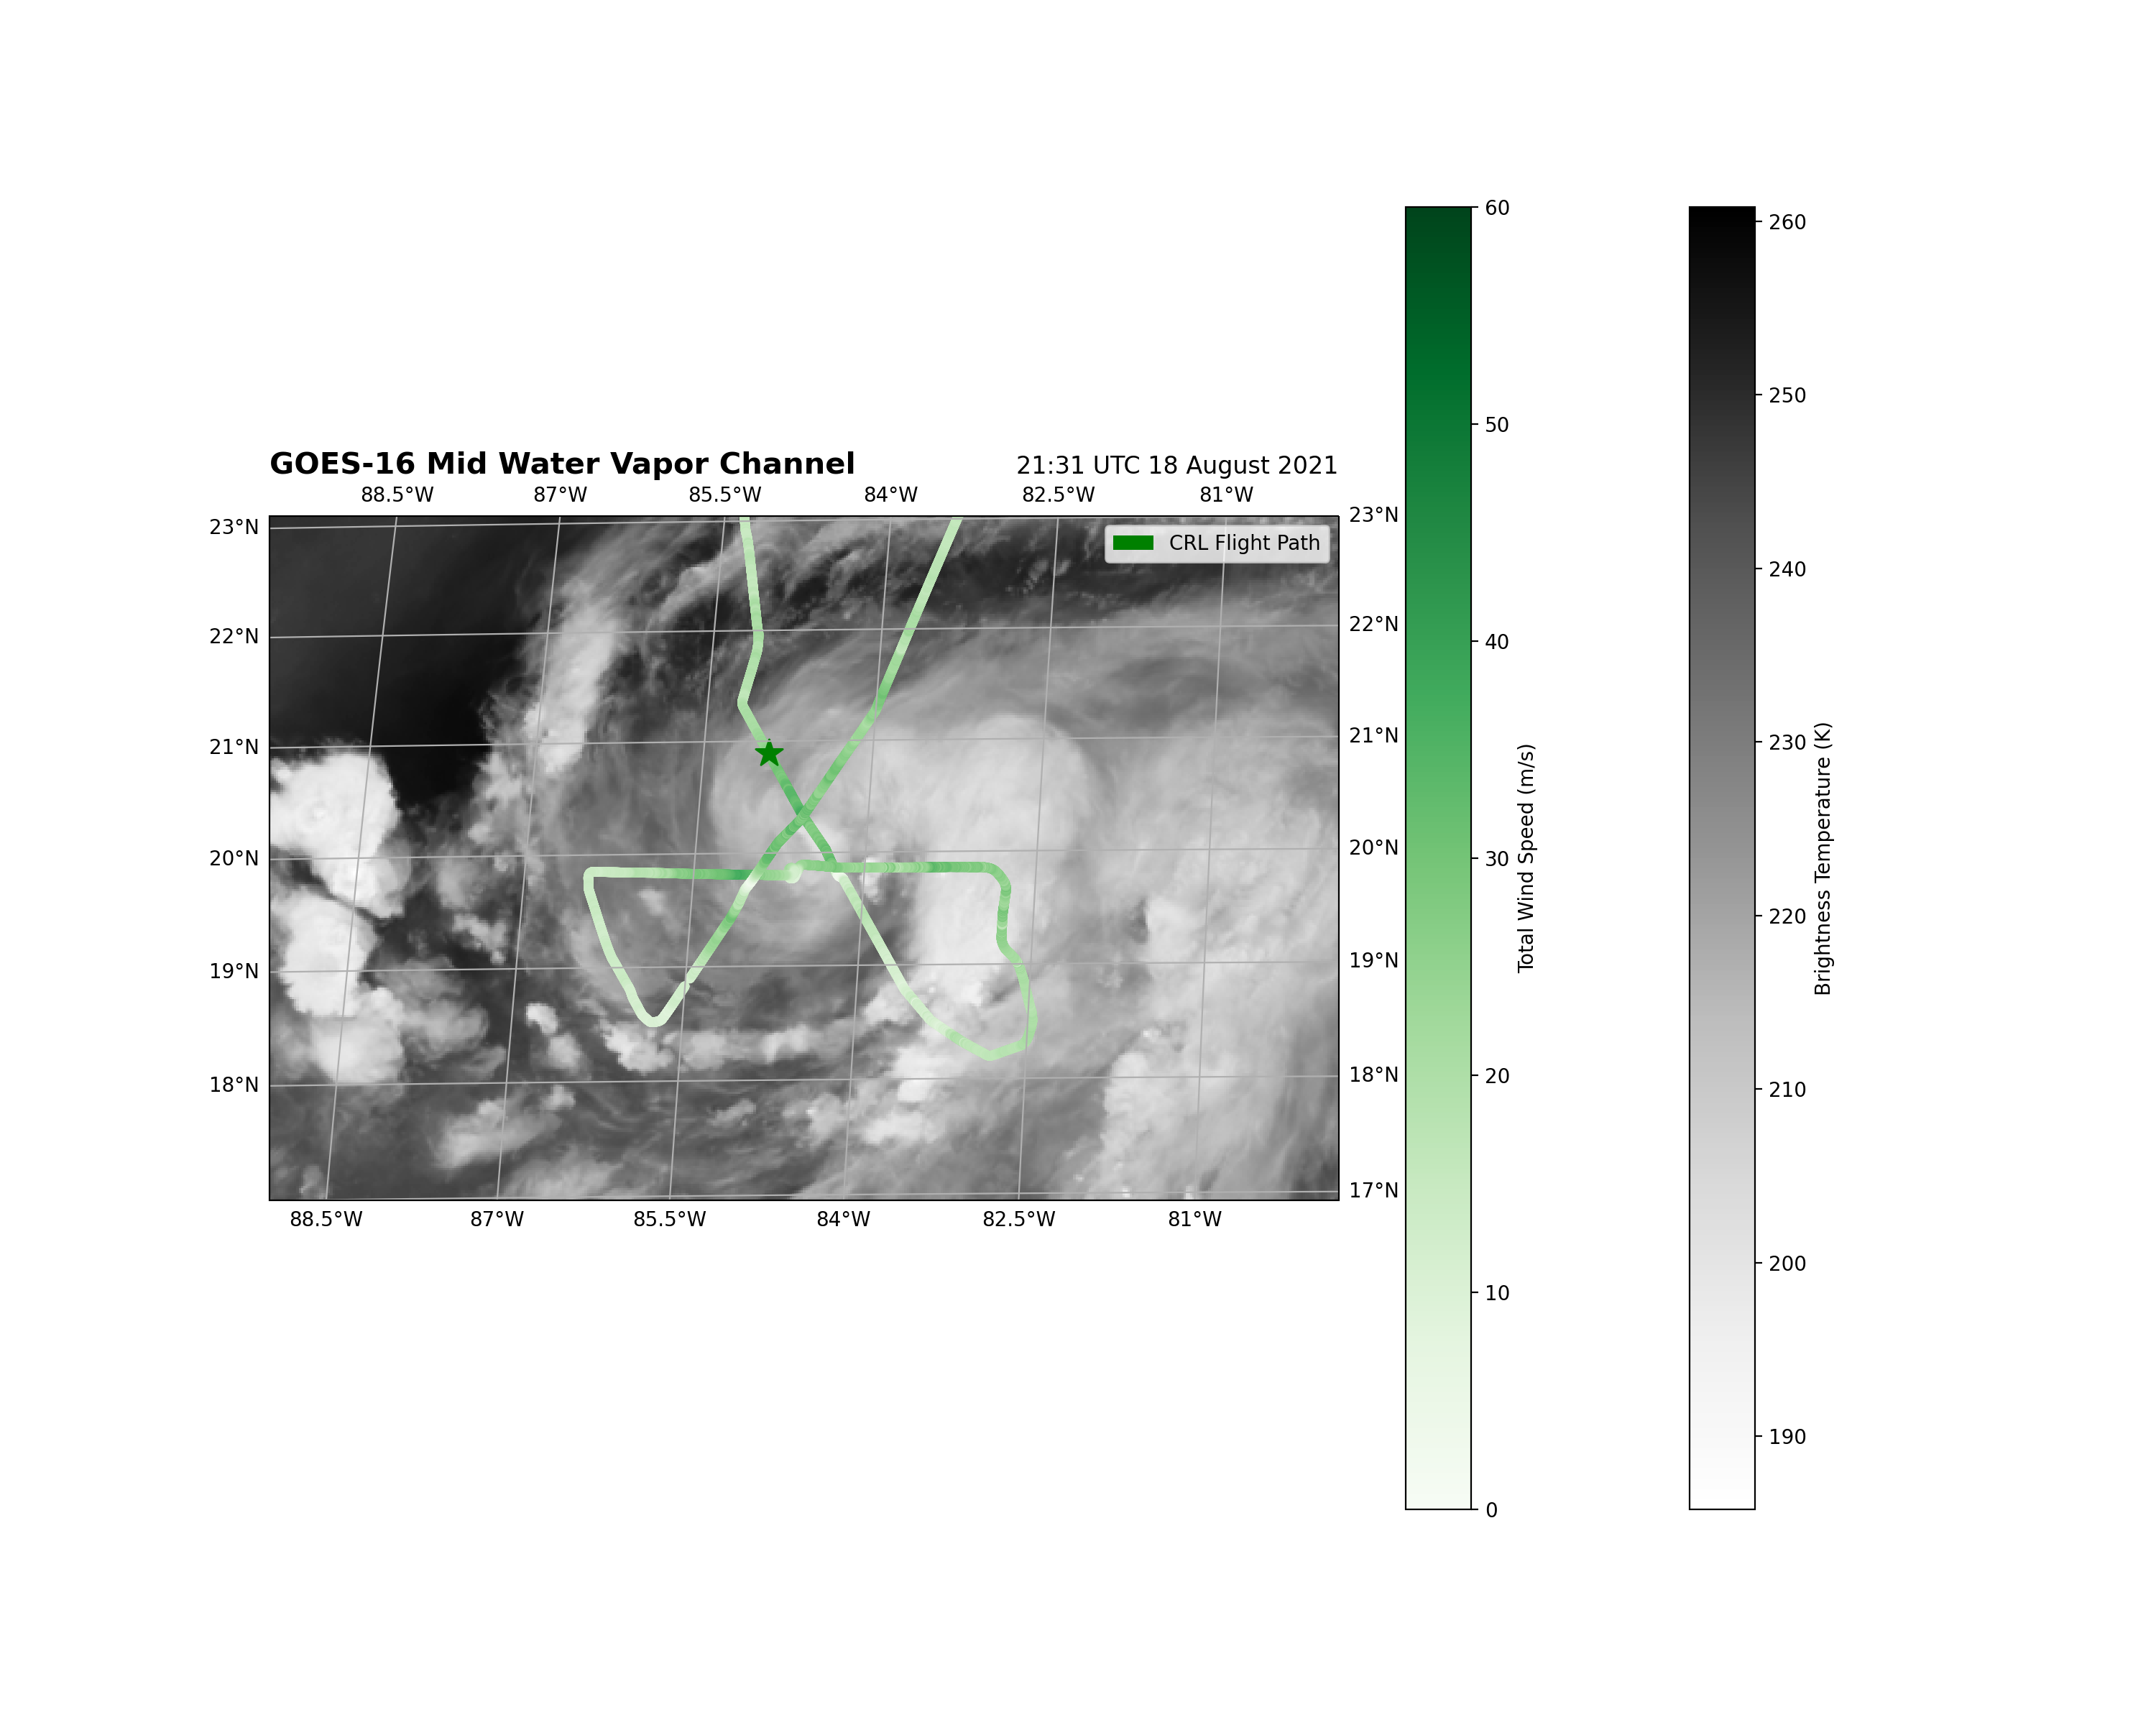 GOES-16 Mid Water Vapor Channel
21:31 UTC 18 August 2021
88.5°W 87°W 85.5°W 84°W 82.5°W 81°W
CRL Flight Path
23°N
22°N
21°N
20°N
19°N
18°N
23°N
22°N
21°N
20°N
19°N
18°N
17°N
88.5°W 87°W 85.5°W 84°W 82.5°W 81°W
60
50
40
30
20
10
0
Total Wind Speed (m/s)
260
250
240
230
220
210
200
190
Brightness Temperature (K)